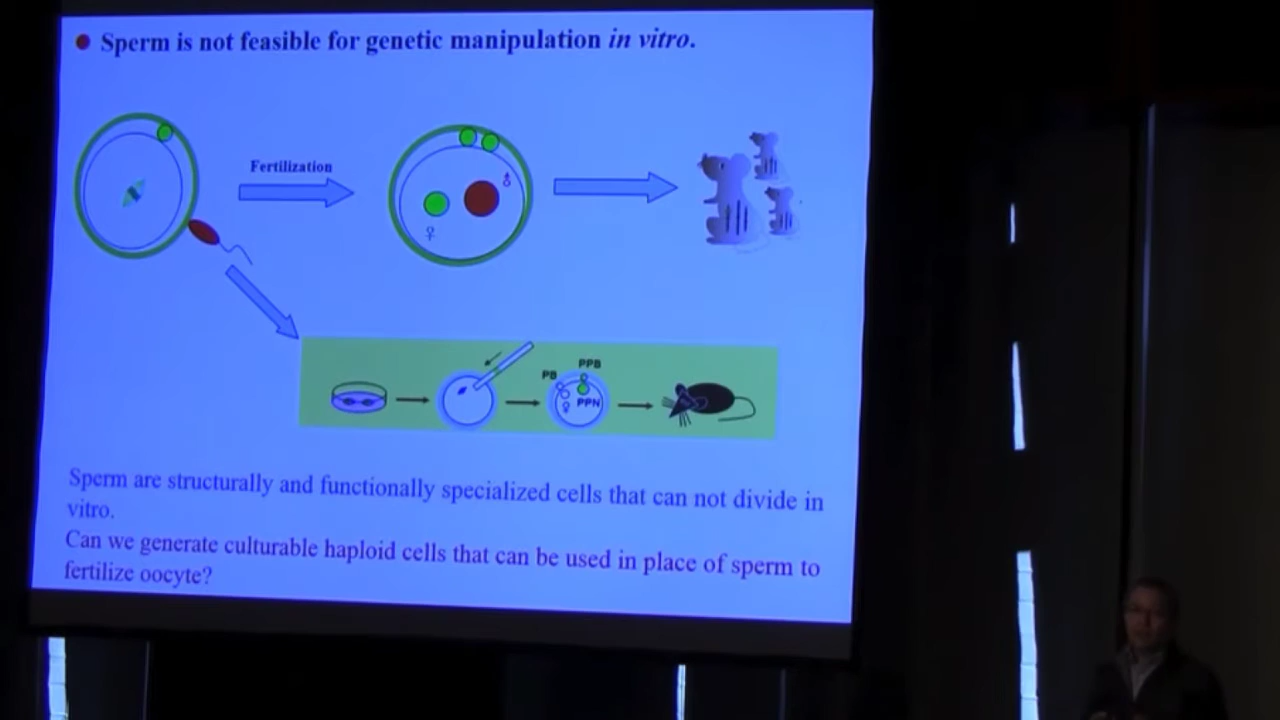 Sperm is not feasible for genetic manipulation in vitro.
Fertilization
♂
♀
PPB
PB
♀ PPN
Sperm are structurally and functionally specialized cells that can not divide in
vitro.
Can we generate culturable haploid cells that can be used in place of sperm to
fertilize oocyte?